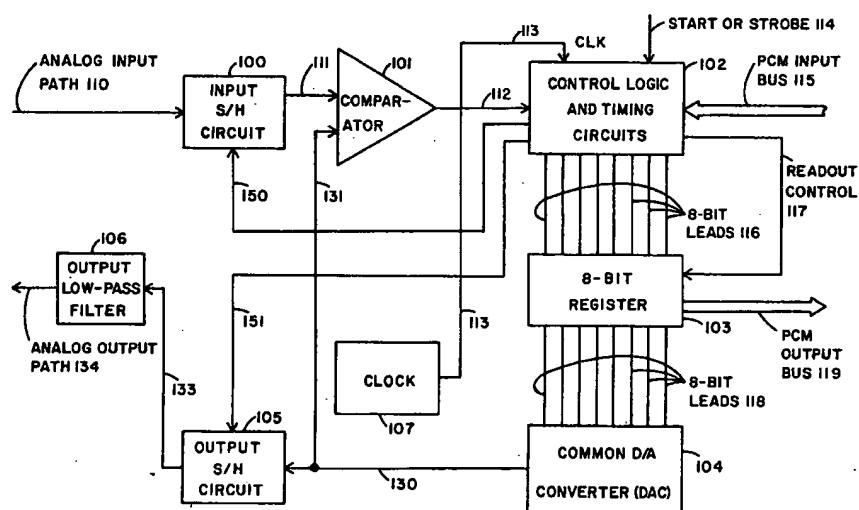 113
START OR STROBE 114
ANALOG INPUT
PATH 110
100
INPUT
S/H
CIRCUIT
111
101
COMPAR-
ATOR
112
CLK
102
CONTROL LOGIC
AND TIMING
CIRCUITS
PCM INPUT
BUS 115
150
131
READOUT
CONTROL
117
8-BIT
LEADS 116
106
OUTPUT
LOW-PASS
FILTER
8-BIT
REGISTER
103
151
113
ANALOG OUTPUT
PATH 134
133
CLOCK
107
PCM
OUTPUT
BUS 119
8-BIT
LEADS 118
105
OUTPUT
S/H
CIRCUIT
130
COMMON D/A
CONVERTER (DAC)
104